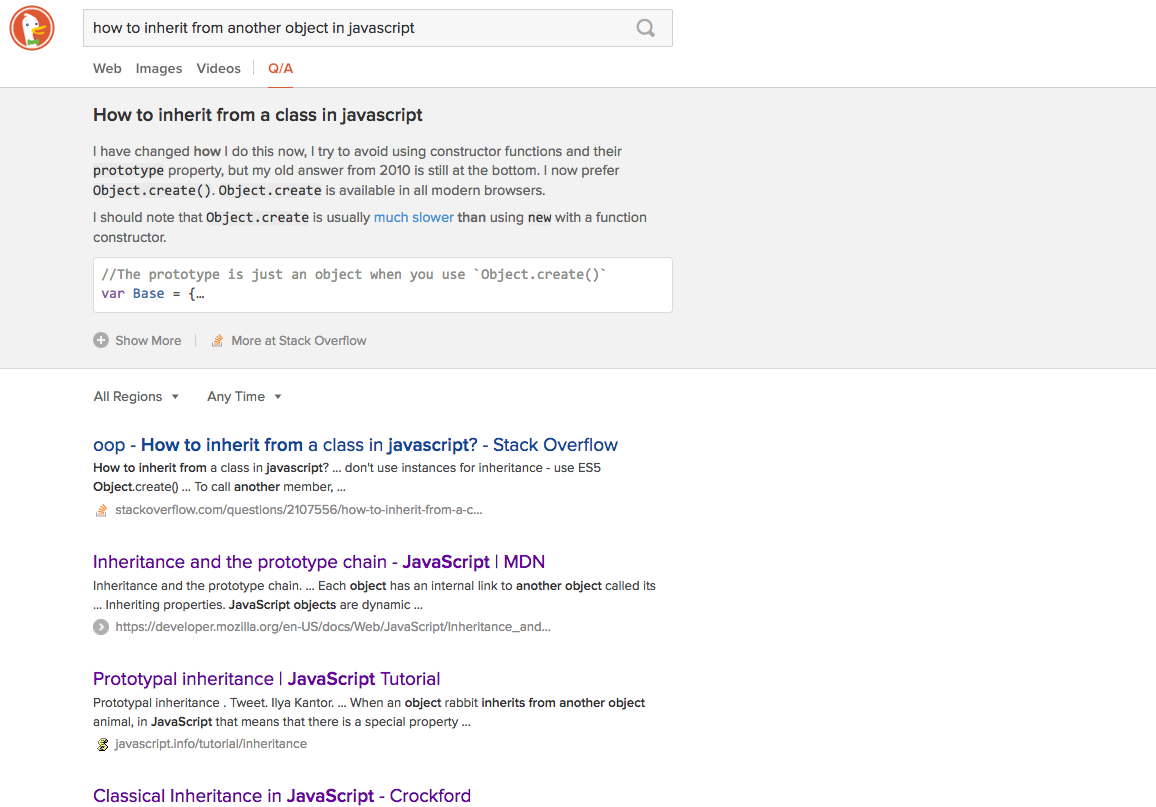 how to inherit from another object in javascript
Web Images Videos Q/A
How to inherit from a class in javascript
I have changed how I do this now, I try to avoid using constructor functions and their
prototype property, but my old answer from 2010 is still at the bottom. I now prefer
Object.create(). Object.create is available in all modern browsers.
I should note that Object.create is usually much slower than using new with a function
constructor.
//The prototype is just an object when you use `Object.create()`
var Base = {…
Show More More at Stack Overflow
All Regions Any Time
oop - How to inherit from a class in javascript? - Stack Overflow
How to inherit from a class in javascript? ... don't use instances for inheritance - use ES5
Object.create() ... To call another member, ...
stackoverflow.com/questions/2107556/how-to-inherit-from-a-c...
Inheritance and the prototype chain - JavaScript | MDN
Inheritance and the prototype chain. ... Each object has an internal link to another object called its
... Inheriting properties. JavaScript objects are dynamic ...
https://developer.mozilla.org/en-US/docs/Web/JavaScript/Inheritance_and...
Prototypal inheritance | JavaScript Tutorial
Prototypal inheritance . Tweet. Ilya Kantor. ... When an object rabbit inherits from another object
animal, in JavaScript that means that there is a special property ...
javascript.info/tutorial/inheritance
Classical Inheritance in JavaScript - Crockford